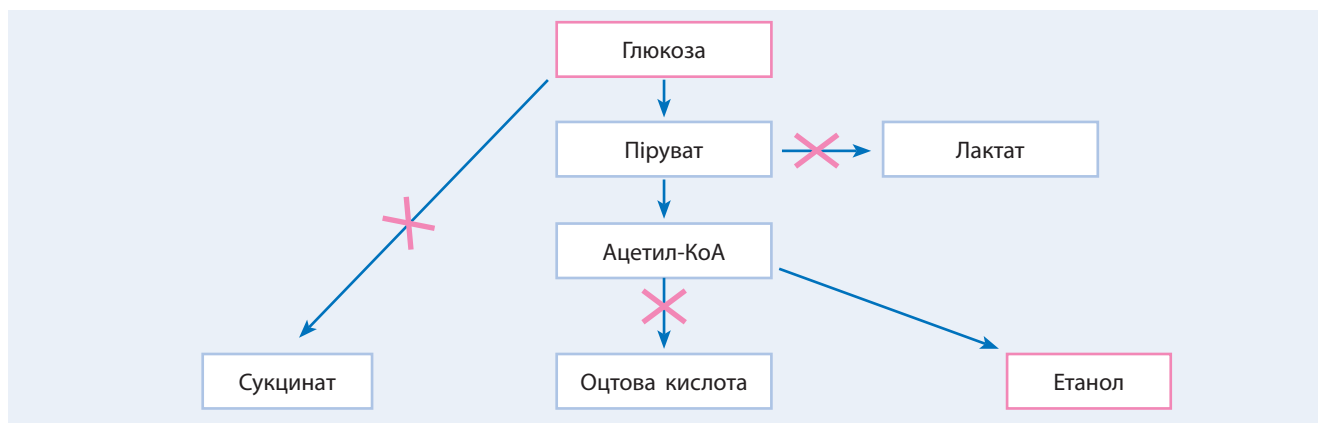 Глюкоза
Піруват
Лактат
Ацетил-КоА
Сукцинат
Оцтова кислота
Етанол